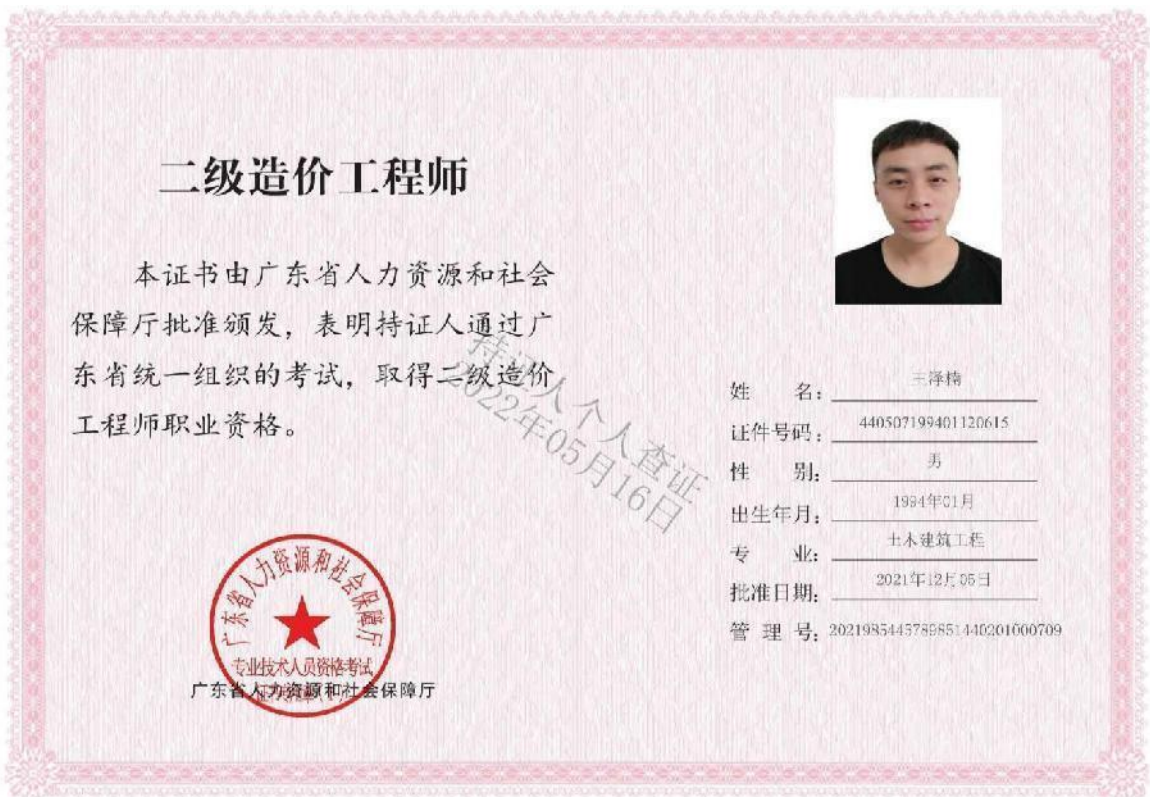 二级造价工程师
本证书由广东省人力资源和社会
保障厅批准颁发，表明持证人通过广
东省统一组织的考试，取得二级造价
工程师职业资格。
持证人个人查证
2022年05月16日
姓 名：王泽楠
证件号码：440507199401120615
性 别：男
出生年月：1994年01月
专 业：土木建筑工程
批准日期：2021年12月05日
管 理 号：2021985445789851440201000709
广东省人力资源和社会保障厅
专业技术人员资格考试
广东省人力资源和社会保障厅